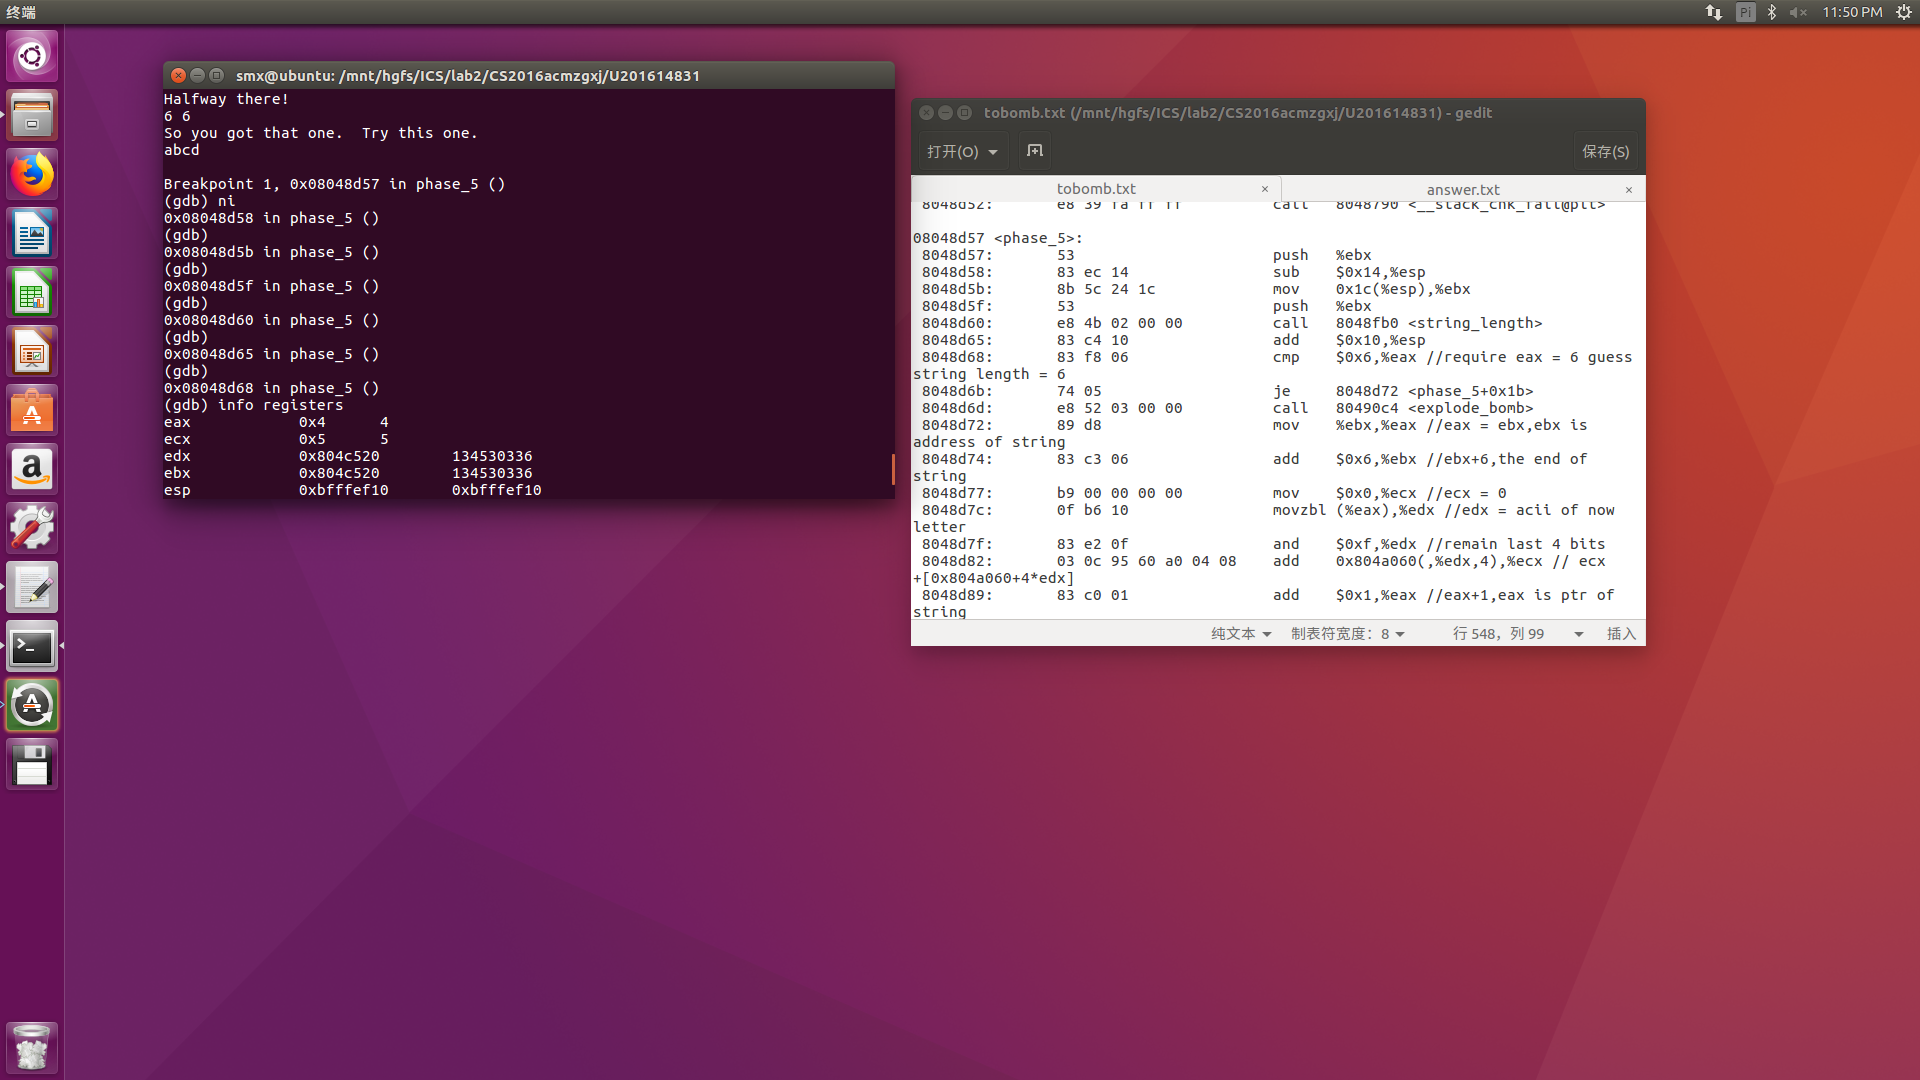 终端
Pi
11:50 PM
smx@ubuntu: /mnt/hgfs/ICS/lab2/CS2016acmzgxj/U201614831
Halfway there!
6 6
So you got that one.  Try this one.
abcd
Breakpoint 1, 0x08048d57 in phase_5 ()
(gdb) ni
0x08048d58 in phase_5 ()
(gdb)
0x08048d5b in phase_5 ()
(gdb)
0x08048d5f in phase_5 ()
(gdb)
0x08048d60 in phase_5 ()
(gdb)
0x08048d65 in phase_5 ()
(gdb)
0x08048d68 in phase_5 ()
(gdb) info registers
eax            0x4      4
ecx            0x5      5
edx            0x804c520        134530336
ebx            0x804c520        134530336
esp            0xbfffef10       0xbfffef10
tobomb.txt (/mnt/hgfs/ICS/lab2/CS2016acmzgxj/U201614831) - gedit
打开(O)
保存(S)
tobomb.txt ×
answer.txt ×
8048d52:       e8 39 fa ff ff          call   8048790 <__stack_chk_fail@plt>
08048d57 <phase_5>:
8048d57:       53                      push   %ebx
8048d58:       83 ec 14                sub    $0x14,%esp
8048d5b:       8b 5c 24 1c             mov    0x1c(%esp),%ebx
8048d5f:       53                      push   %ebx
8048d60:       e8 4b 02 00 00          call   8048fb0 <string_length>
8048d65:       83 c4 10                add    $0x10,%esp
8048d68:       83 f8 06                cmp    $0x6,%eax //require eax = 6 guess
string length = 6
8048d6b:       74 05                   je     8048d72 <phase_5+0x1b>
8048d6d:       e8 52 03 00 00          call   80490c4 <explode_bomb>
8048d72:       89 d8                   mov    %ebx,%eax //eax = ebx,ebx is
address of string
8048d74:       83 c3 06                add    $0x6,%ebx //ebx+6,the end of
string
8048d77:       b9 00 00 00 00          mov    $0x0,%ecx //ecx = 0
8048d7c:       0f b6 10                movzbl (%eax),%edx //edx = acii of now
letter
8048d7f:       83 e2 0f                and    $0xf,%edx //remain last 4 bits
8048d82:       03 0c 95 60 a0 04 08    add    0x804a060(,%edx,4),%ecx // ecx
+[0x804a060+4*edx]
8048d89:       83 c0 01                add    $0x1,%eax //eax+1,eax is ptr of
string
纯文本 制表符宽度：8 行 548，列 99 插入